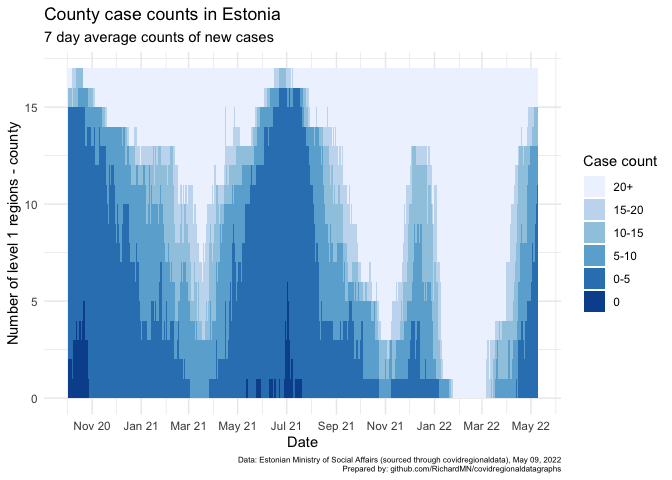 County case counts in Estonia
7 day average counts of new cases
Number of level 1 regions - county
15
10
5
0
Nov 20 Jan 21 Mar 21 May 21 Jul 21 Sep 21 Nov 21 Jan 22 Mar 22 May 22
Date
Case count
20+
15-20
10-15
5-10
0-5
0
Data: Estonian Ministry of Social Affairs (sourced through covidregionaldata), May 09, 2022
Prepared by: github.com/RichardMN/covidregionaldatagraphs